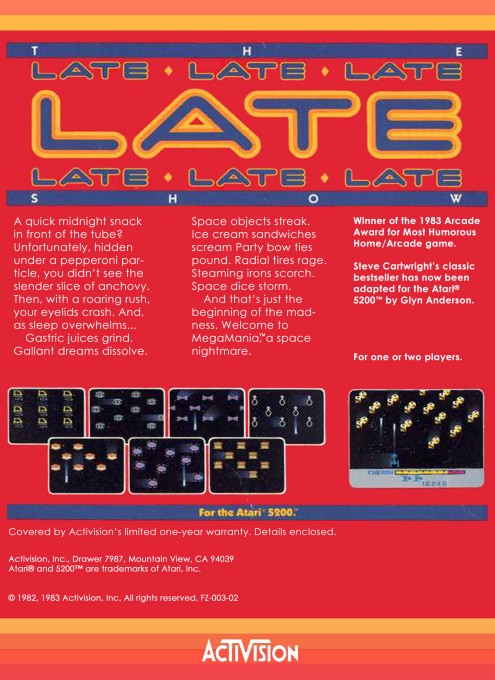 THE
LATE ♦ LATE ♦ LATE
LATE
LATE ♦ LATE ♦ LATE
SHOW
A quick midnight snack
in front of the tube?
Unfortunately, hidden
under a pepperoni par-
ticle, you didn't see the
slender slice of anchovy.
Then, with a roaring rush,
your eyelids crash. And,
as sleep overwhelms...
Gastric juices grind.
Gallant dreams dissolve.
Space objects streak.
Ice cream sandwiches
scream Party bow ties
pound. Radial tires rage.
Steaming irons scorch.
Space dice storm.
And that's just the
beginning of the mad-
ness. Welcome to
MegaMania,™ a space
nightmare.
Winner of the 1983 Arcade
Award for Most Humorous
Home/Arcade game.
Steve Cartwright's classic
bestseller has now been
adapted for the Atari®
5200™ by Glyn Anderson.
For one or two players.
ENERGY
For the Atari® 5200.™
Covered by Activision's limited one-year warranty. Details enclosed.
Activision, Inc., Drawer 7987, Mountain View, CA 94039
Atari® and 5200™ are trademarks of Atari, Inc.
© 1982, 1983 Activision, Inc. All rights reserved. FZ-003-02
ACTIVISION